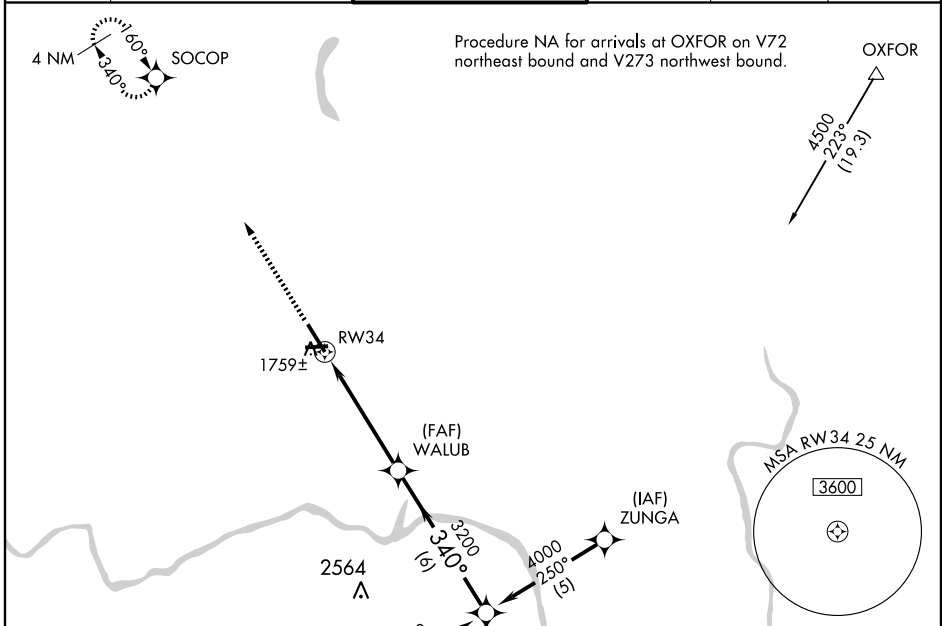 160°
4 NM
340°
SOCOP
Procedure NA for arrivals at OXFOR on V72
northeast bound and V273 northwest bound.
OXFOR
4500
223°
(19.3)
RW34
1759±
(FAF)
WALUB
MSA RW34 25 NM
3600
(IAF)
ZUNGA
3200
340°
(6)
4000
250°
(5)
2564